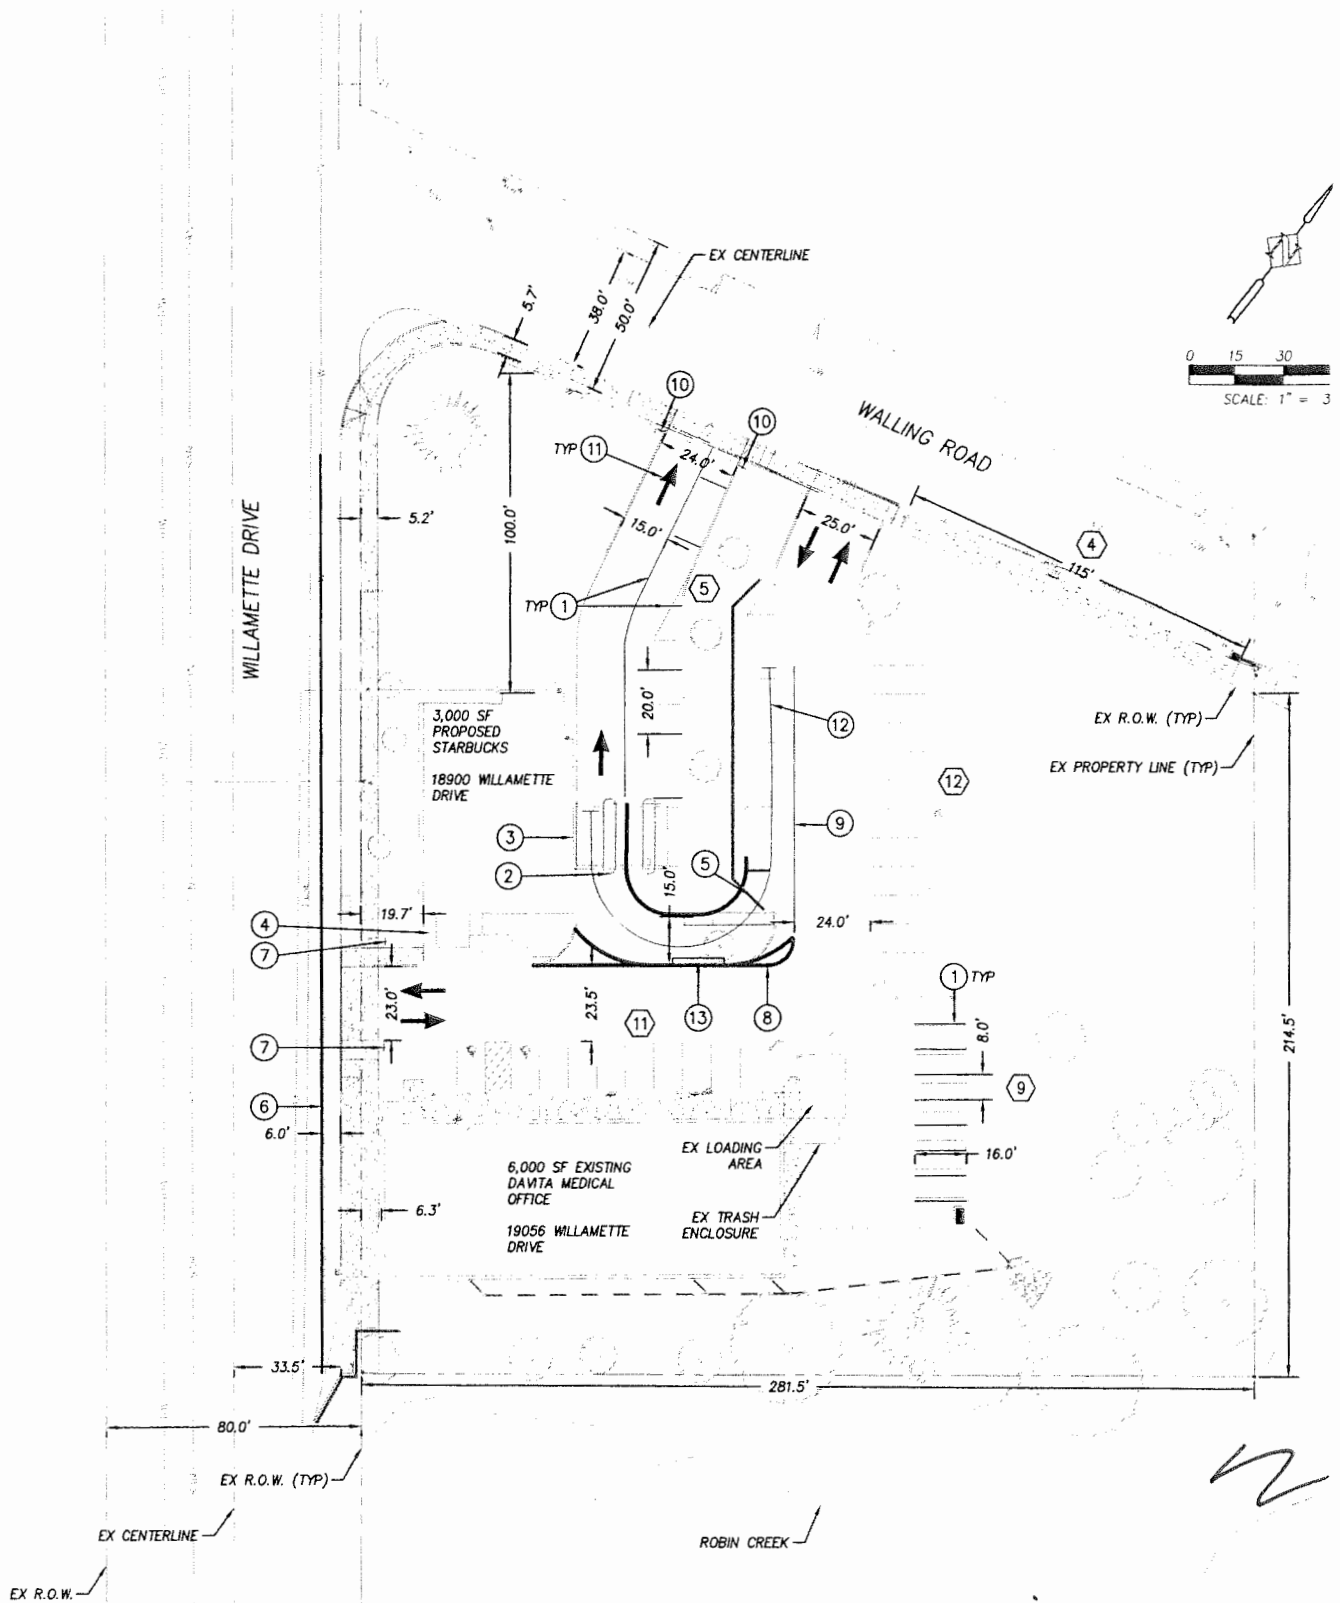 EX CENTERLINE
5.7'
38.0'
50.0'
0 15 30
SCALE: 1" = 3
10
10
WALLING ROAD
TYP 11
24.0'
WILLAMETTE DRIVE
5.2'
100.0'
15.0'
25.0'
4
115'
5
TYP 1
20.0'
3,000 SF
PROPOSED
STARBUCKS
18900 WILLAMETTE
DRIVE
12
EX R.O.W. (TYP)
EX PROPERTY LINE (TYP)
12
3
9
2
5
15.0'
19.7'
24.0'
4
7
1 TYP
23.0'
23.5'
11
13
8
8.0'
214.5'
7
9
6
6.0'
EX LOADING
AREA
16.0'
6,000 SF EXISTING
DAVITA MEDICAL
OFFICE
19056 WILLAMETTE
DRIVE
6.3'
EX TRASH
ENCLOSURE
33.5'
281.5'
80.0'
EX R.O.W. (TYP)
EX CENTERLINE
ROBIN CREEK
EX R.O.W.